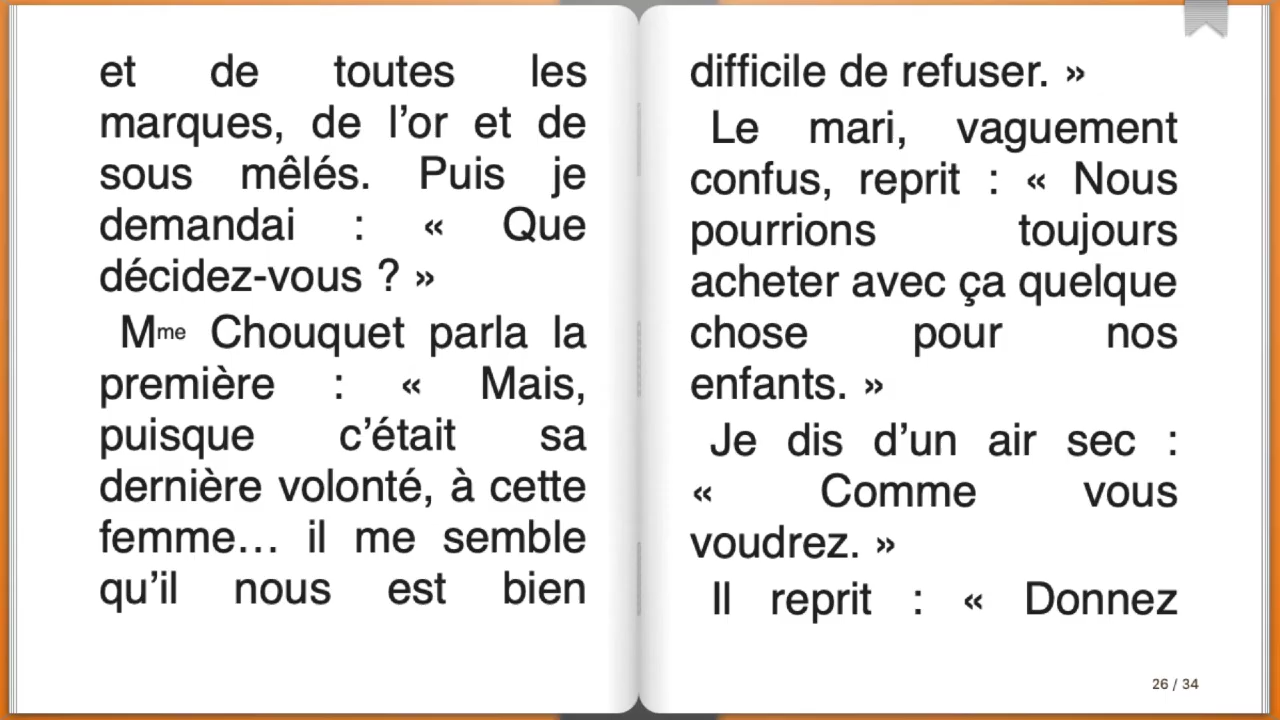 et de toutes les
marques, de l’or et de
sous mêlés. Puis je
demandai : « Que
décidez-vous ? »
Mme Chouquet parla la
première : « Mais,
puisque c’était sa
dernière volonté, à cette
femme… il me semble
qu’il nous est bien
difficile de refuser. »
Le mari, vaguement
confus, reprit : « Nous
pourrions toujours
acheter avec ça quelque
chose pour nos
enfants. »
Je dis d’un air sec :
« Comme vous
voudrez. »
Il reprit : « Donnez
26 / 34